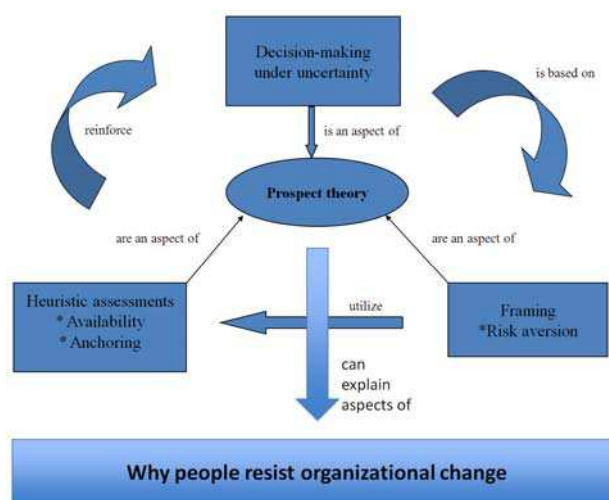 Decision-making
under uncertainty
is based on
reinforce
is an aspect of
Prospect theory
are an aspect of
are an aspect of
Heuristic assessments
* Availability
* Anchoring
utilize
Framing
*Risk aversion
can
explain
aspects of
Why people resist organizational change